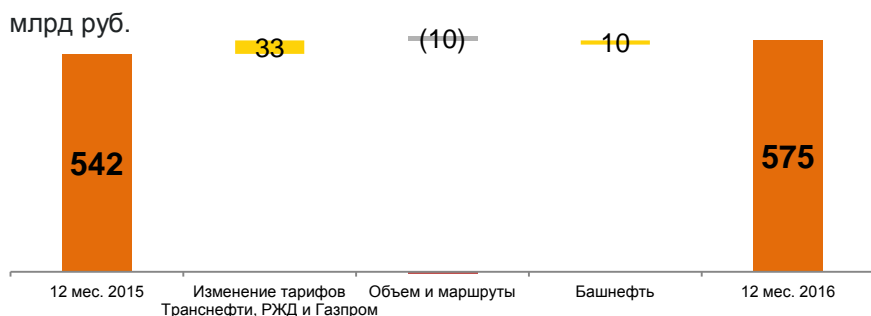 млрд руб.
33
(10)
10
542
575
12 мес. 2015
Изменение тарифов
Транснефти, РЖД и Газпром
Объем и маршруты
Башнефть
12 мес. 2016